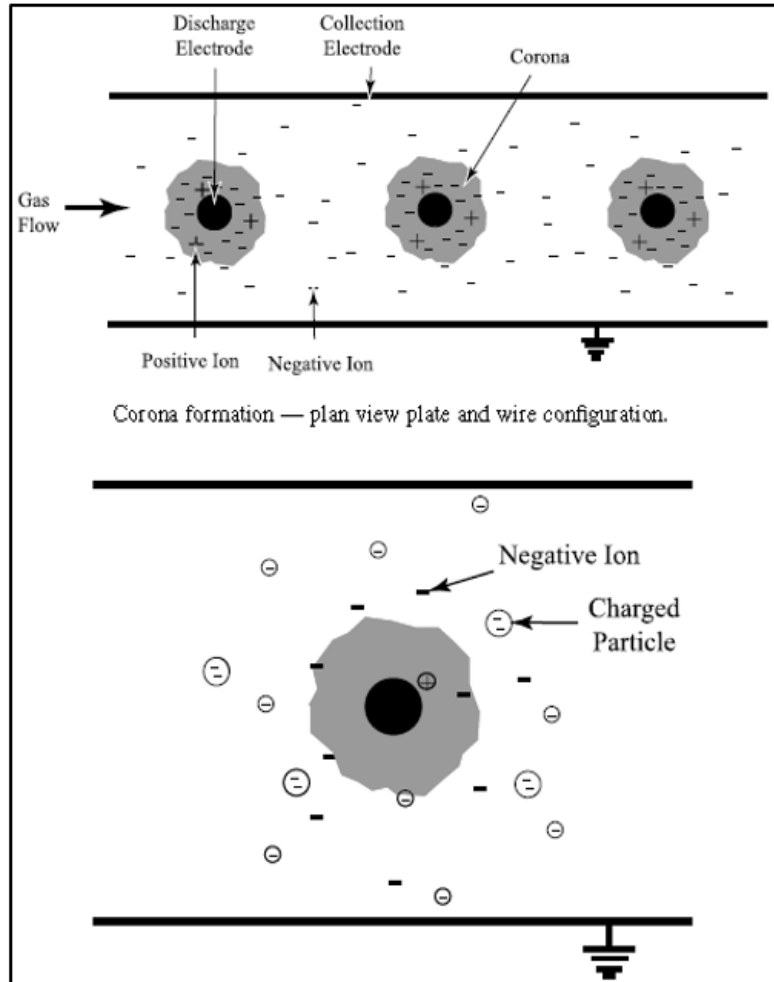 Discharge
Electrode
Collection
Electrode
Corona
Gas
Flow
Positive Ion
Negative Ion
Corona formation — plan view plate and wire configuration.
Negative Ion
Charged
Particle